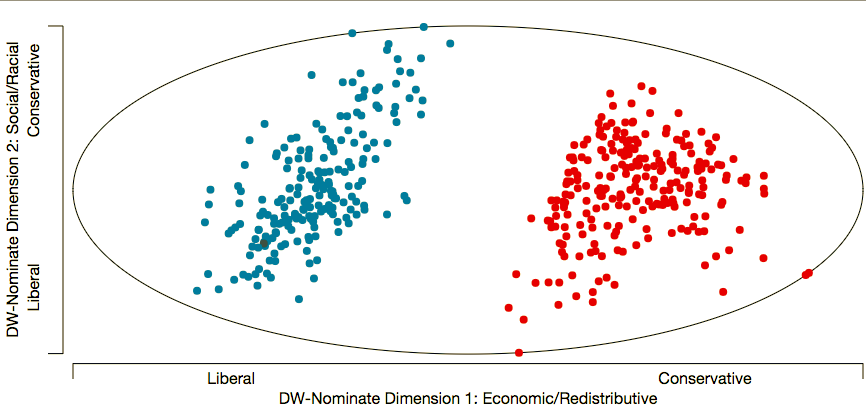 DW-Nominate Dimension 2: Social/Racial
Conservative
Liberal
Liberal
Conservative
DW-Nominate Dimension 1: Economic/Redistributive